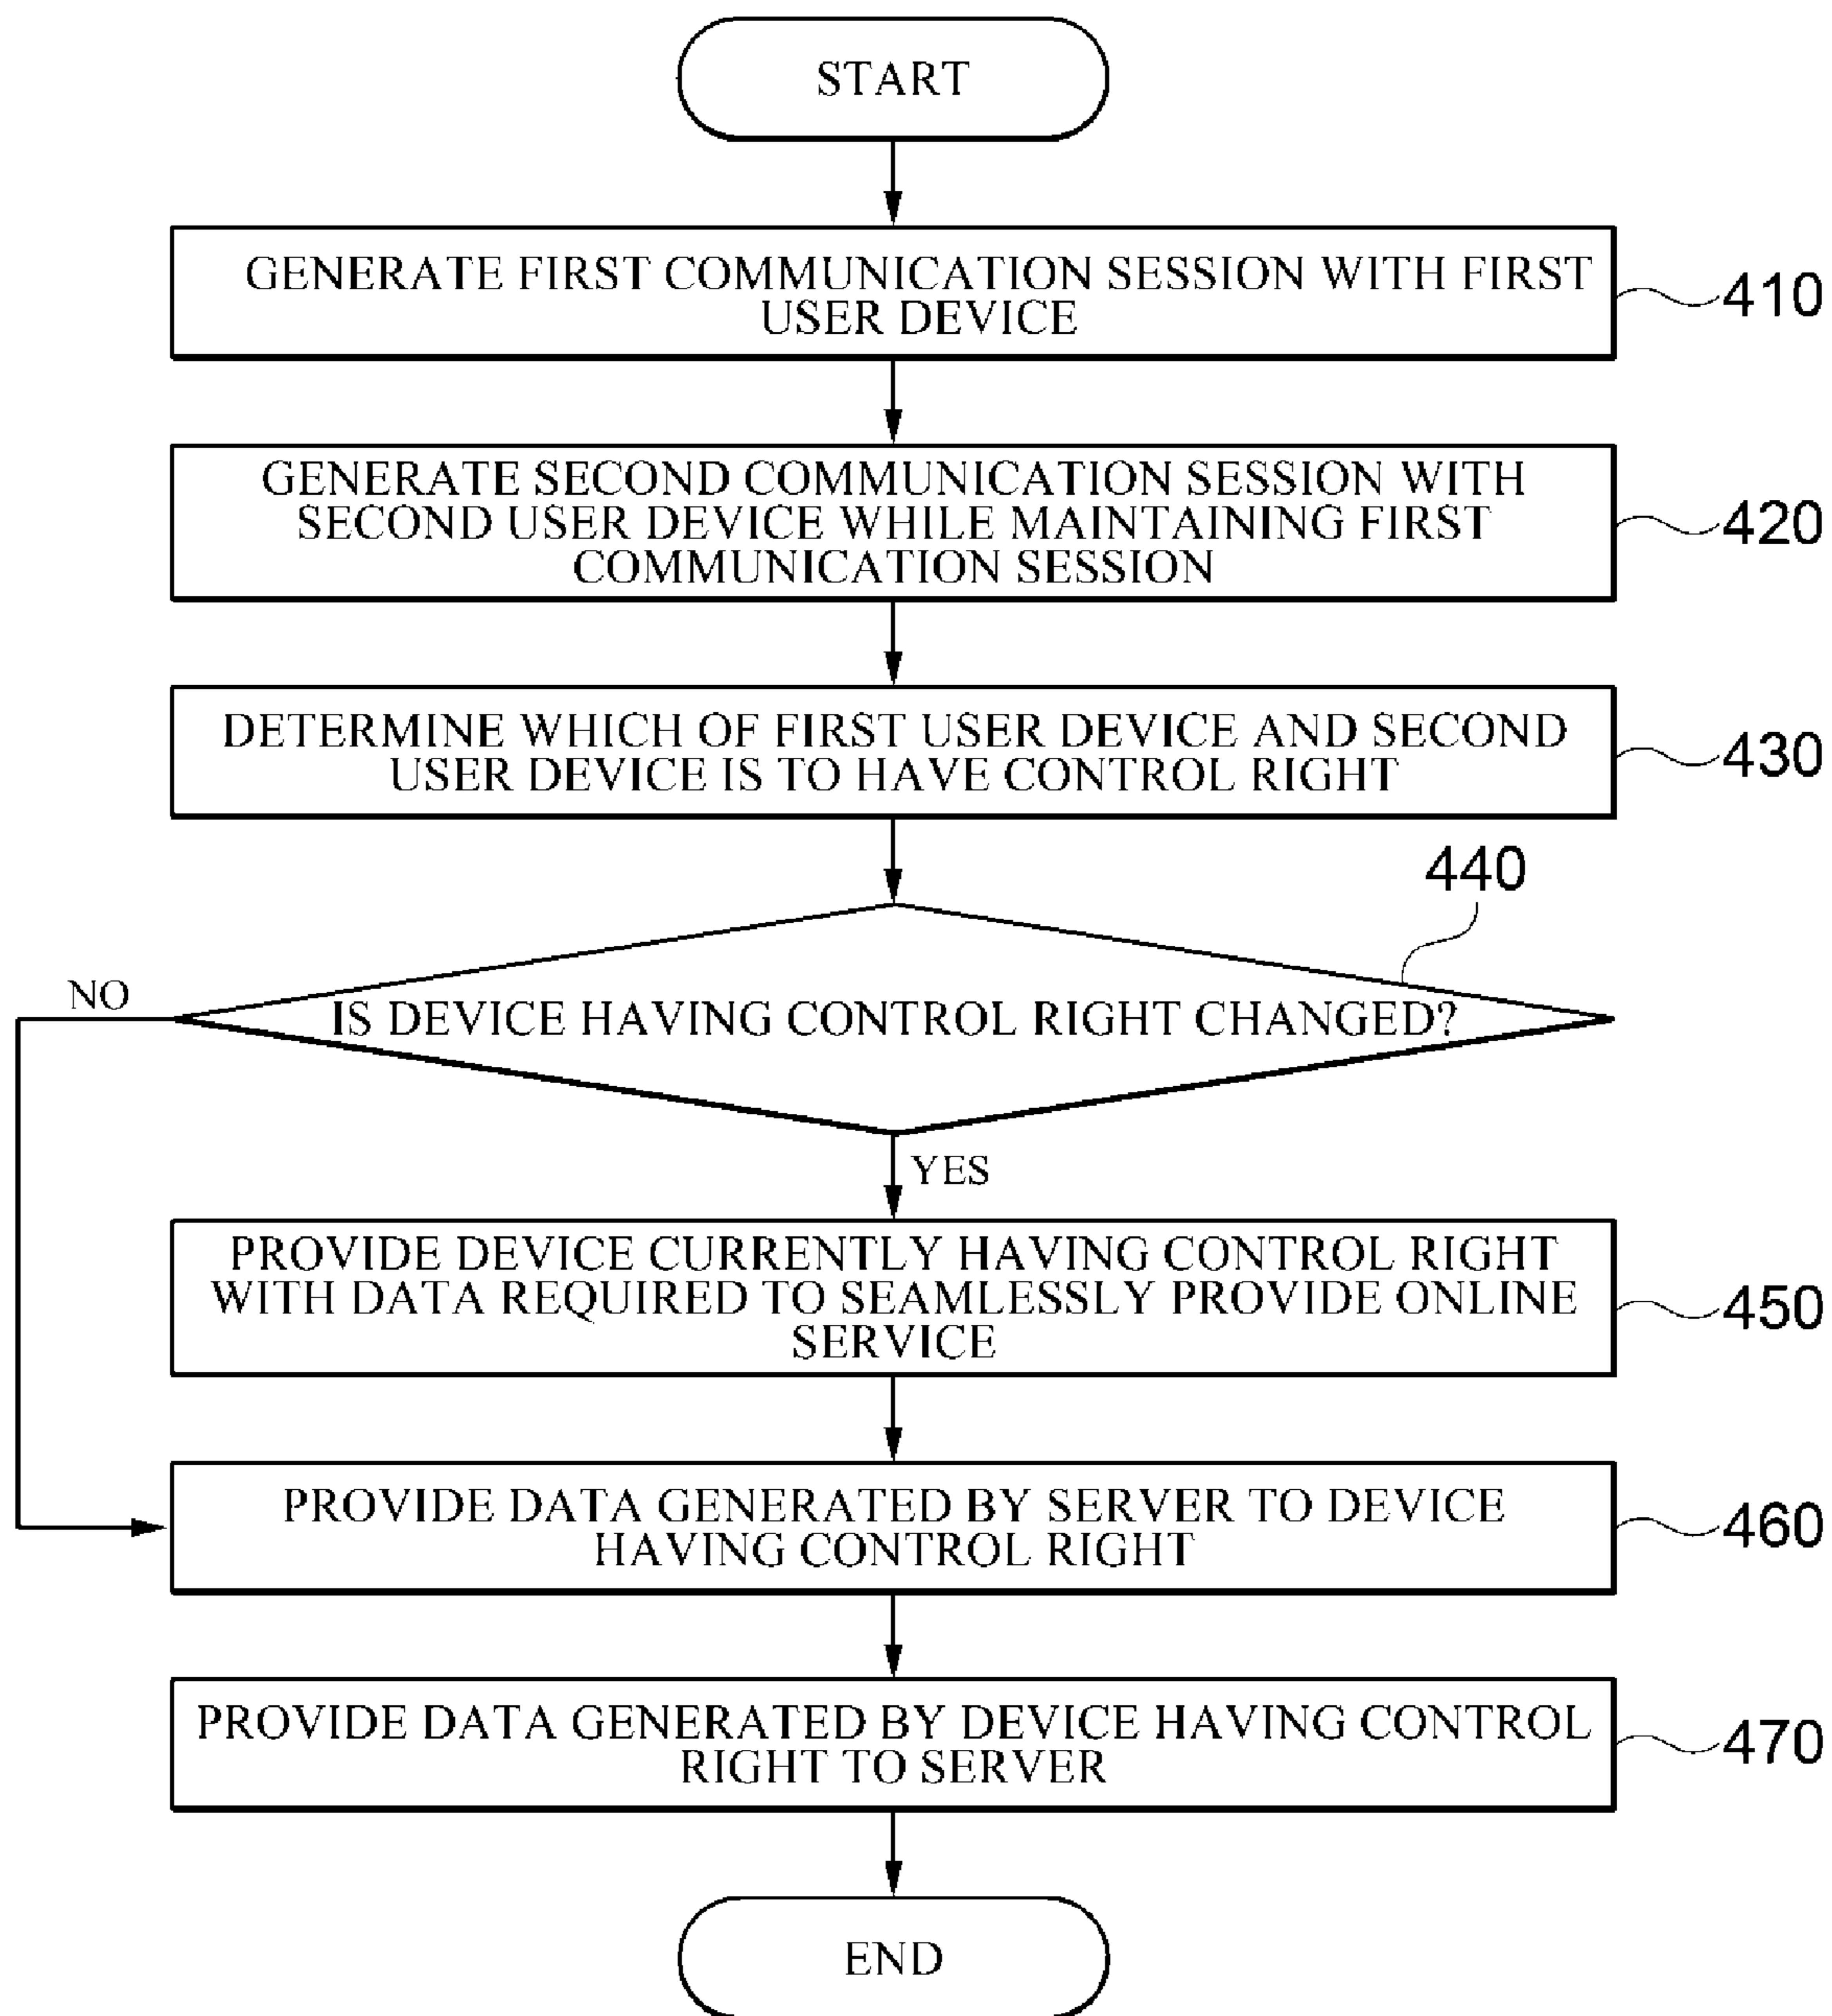 START
GENERATE FIRST COMMUNICATION SESSION WITH FIRST
USER DEVICE
410
GENERATE SECOND COMMUNICATION SESSION WITH
SECOND USER DEVICE WHILE MAINTAINING FIRST
COMMUNICATION SESSION
420
DETERMINE WHICH OF FIRST USER DEVICE AND SECOND
USER DEVICE IS TO HAVE CONTROL RIGHT
430
440
NO
IS DEVICE HAVING CONTROL RIGHT CHANGED?
YES
PROVIDE DEVICE CURRENTLY HAVING CONTROL RIGHT
WITH DATA REQUIRED TO SEAMLESSLY PROVIDE ONLINE
SERVICE
450
PROVIDE DATA GENERATED BY SERVER TO DEVICE
HAVING CONTROL RIGHT
460
PROVIDE DATA GENERATED BY DEVICE HAVING CONTROL
RIGHT TO SERVER
470
END